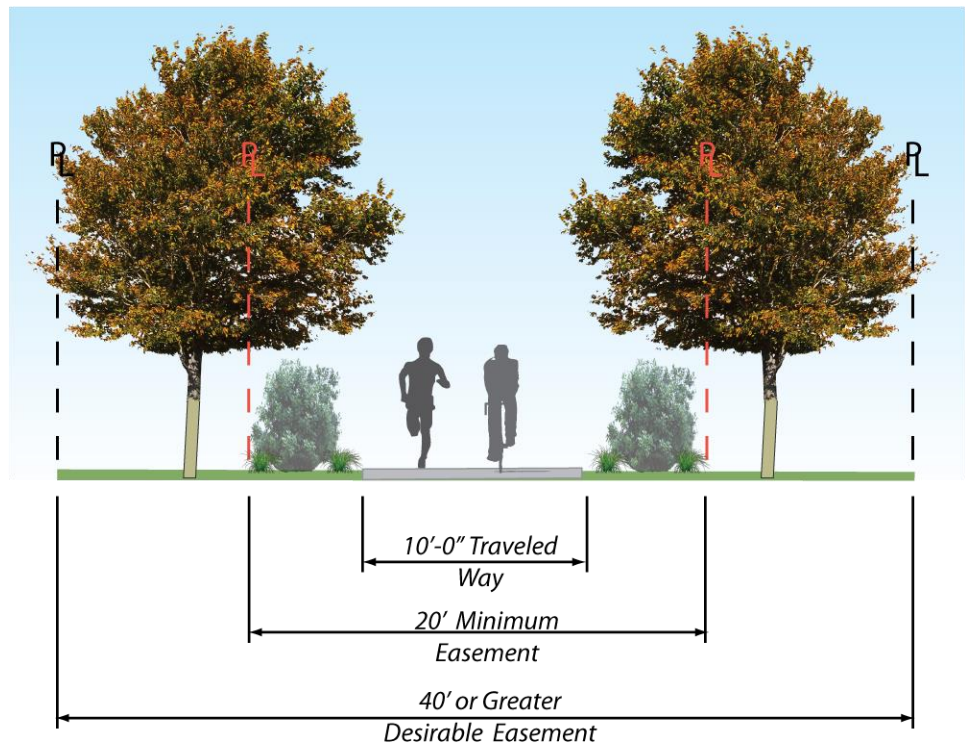 PL PL PL PL
10’-0” Traveled
Way
20’ Minimum
Easement
40’ or Greater
Desirable Easement